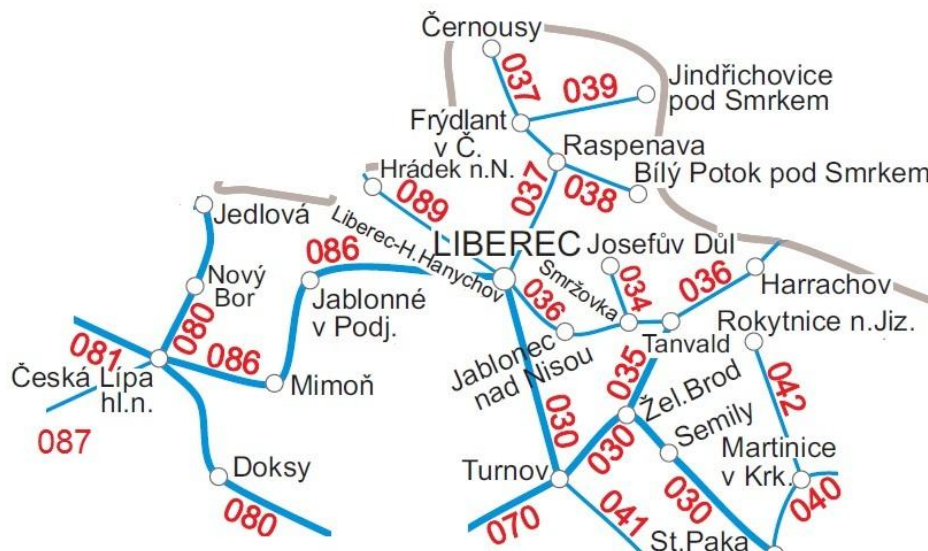 Černousy
037
039
Jindřichovice
pod Smrkem
Frýdlant
v Č.
Raspenava
Hrádek n.N.
Bílý Potok pod Smrkem
037
038
089
Jedlová
Liberec-H.Hanychov
LIBEREC
Josefův Důl
086
Smržovka
034
036
Harrachov
Nový
Bor
Jablonné
v Podj.
036
080
Rokytnice n.Jiz.
Tanvald
081
086
Jablonec
nad Nisou
035
Česká Lípa
hl.n.
Mimoň
Žel.Brod
042
030
Semily
087
030
Martinice
v Krk.
Doksy
Turnov
040
080
070
041
030
St.Paka